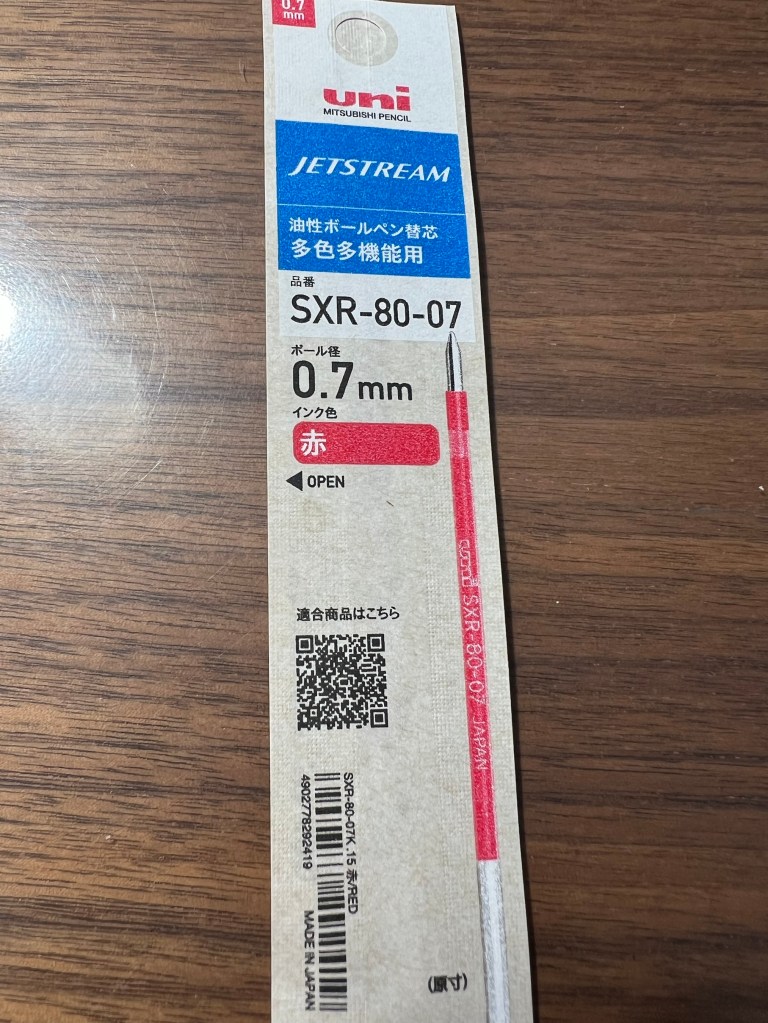 0.7
mm
uni
MITSUBISHI PENCIL
JETSTREAM
油性ボールペン替芯
多色多機能用
品番
SXR-80-07
ボール径
0.7mm
インク色
赤
◀ OPEN
uni SXR-80-07 JAPAN
適合商品はこちら
SXR-80-07K.15 赤/RED
4902778292419
MADE IN JAPAN
(原寸)